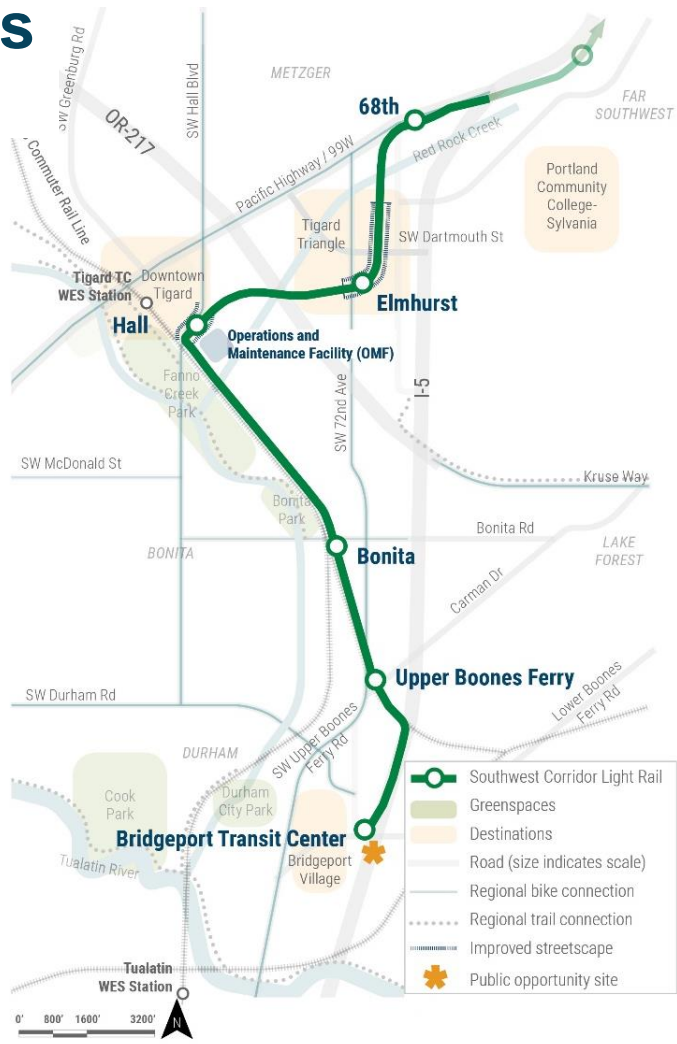 s
SW Greenburg Rd
SW Hall Blvd
METZGER
OR-217
68th
FAR
SOUTHWEST
Commuter Rail Line
Pacific Highway / 99W
Red Rock Creek
Portland
Community
College-
Sylvania
Tigard
Triangle
SW Dartmouth St
Tigard TC
WES Station
Downtown
Tigard
Elmhurst
Hall
Operations and
Maintenance Facility (OMF)
Fanno
Creek
Park
SW 72nd Ave
I-5
SW McDonald St
Kruse Way
Bonita
Park
Bonita Rd
BONITA
Bonita
LAKE
FOREST
Carman Dr
Upper Boones Ferry
SW Durham Rd
Lower Boones
Ferry Rd
SW Upper Boones
Ferry Rd
DURHAM
Cook
Park
Durham
City Park
Bridgeport Transit Center
Bridgeport
Village
Tualatin River
Tualatin
WES Station
Southwest Corridor Light Rail
Greenspaces
Destinations
Road (size indicates scale)
Regional bike connection
Regional trail connection
Improved streetscape
Public opportunity site
0' 800' 1600' 3200'
N